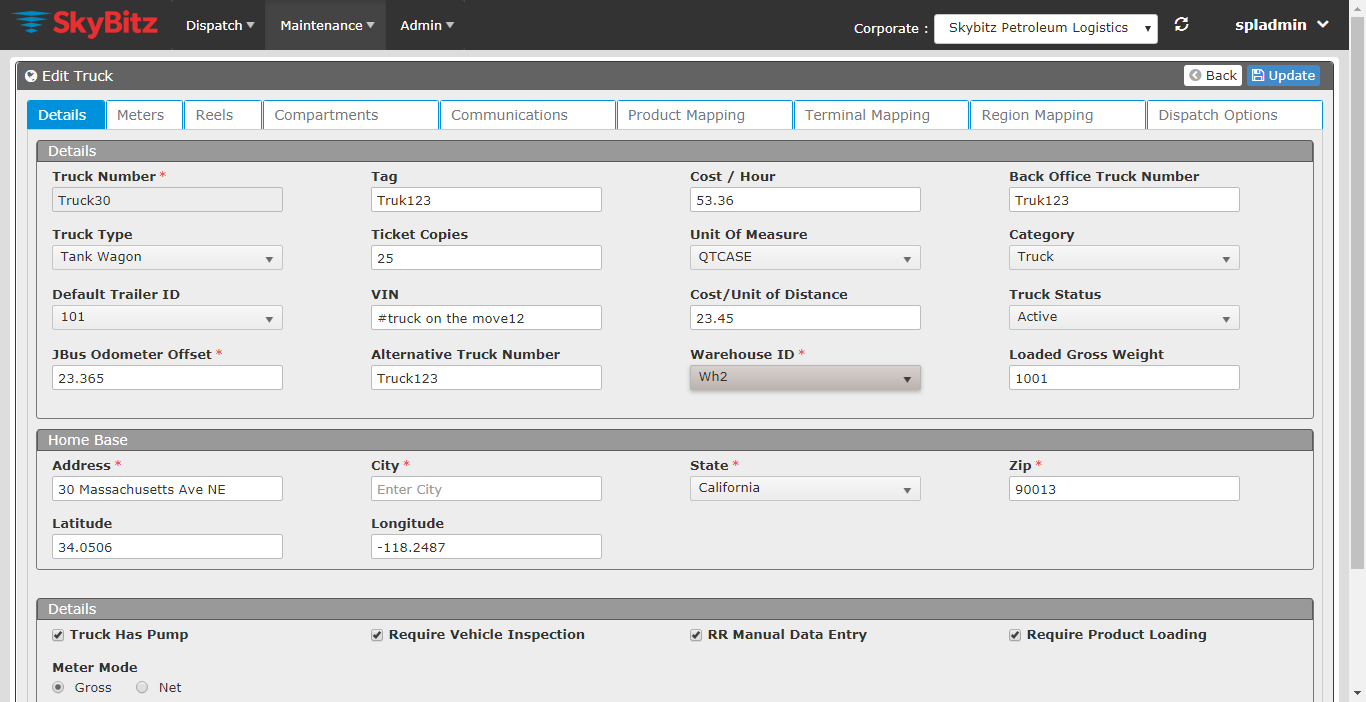 SkyBitz Dispatch Maintenance Admin Corporate : Skybitz Petroleum Logistics spladmin
Edit Truck Back Update
Details Meters Reels Compartments Communications Product Mapping Terminal Mapping Region Mapping Dispatch Options
Details
Truck Number * Tag Cost / Hour Back Office Truck Number
Truck30 Truk123 53.36 Truk123
Truck Type Ticket Copies Unit Of Measure Category
Tank Wagon 25 QTCASE Truck
Default Trailer ID VIN Cost/Unit of Distance Truck Status
101 #truck on the move12 23.45 Active
JBus Odometer Offset * Alternative Truck Number Warehouse ID * Loaded Gross Weight
23.365 Truck123 Wh2 1001
Home Base
Address * City * State * Zip *
30 Massachusetts Ave NE Enter City California 90013
Latitude Longitude
34.0506 -118.2487
Details
Truck Has Pump Require Vehicle Inspection RR Manual Data Entry Require Product Loading
Meter Mode
Gross Net